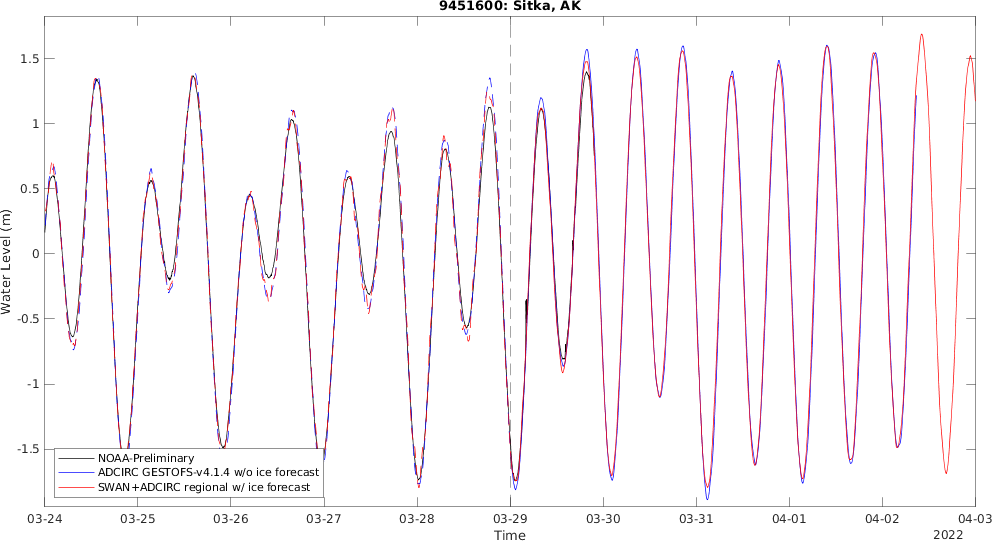 9451600: Sitka, AK
Water Level (m)
1.5
1
0.5
0
-0.5
-1
-1.5
NOAA-Preliminary
ADCIRC GESTOFS-v4.1.4 w/o ice forecast
SWAN+ADCIRC regional w/ ice forecast
03-24 03-25 03-26 03-27 03-28 03-29 03-30 03-31 04-01 04-02 04-03
Time
2022